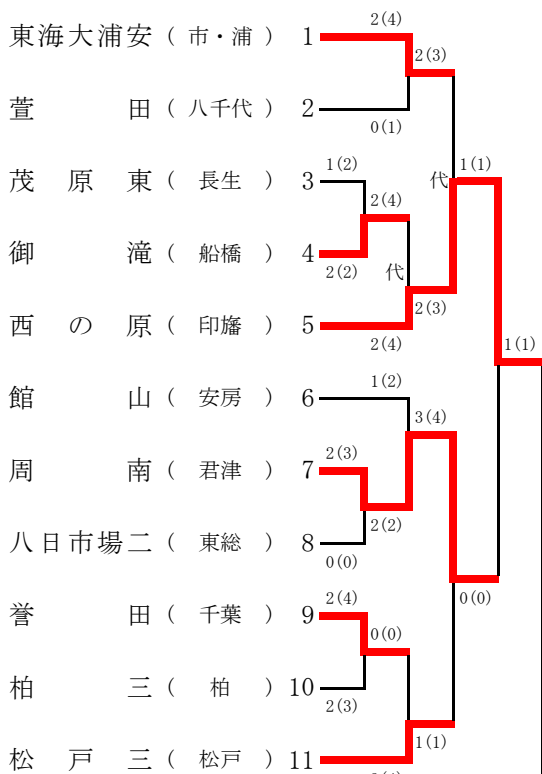 2(4)
東海大浦安 ( 市・浦 ) 1
2(3)
萱 田 ( 八千代 ) 2
0(1)
1(2)
代 1(1)
茂 原 東 ( 長生 ) 3
2(4)
御 滝 ( 船橋 ) 4
2(2) 代
2(3)
西 の 原 ( 印旛 ) 5
2(4) 1(1)
1(2)
館 山 ( 安房 ) 6
3(4)
2(3)
周 南 ( 君津 ) 7
2(2)
八日市場二 ( 東総 ) 8
0(0)
2(4) 0(0)
誉 田 ( 千葉 ) 9
0(0)
柏 三 ( 柏 ) 10
2(3)
1(1)
松 戸 三 ( 松戸 ) 11